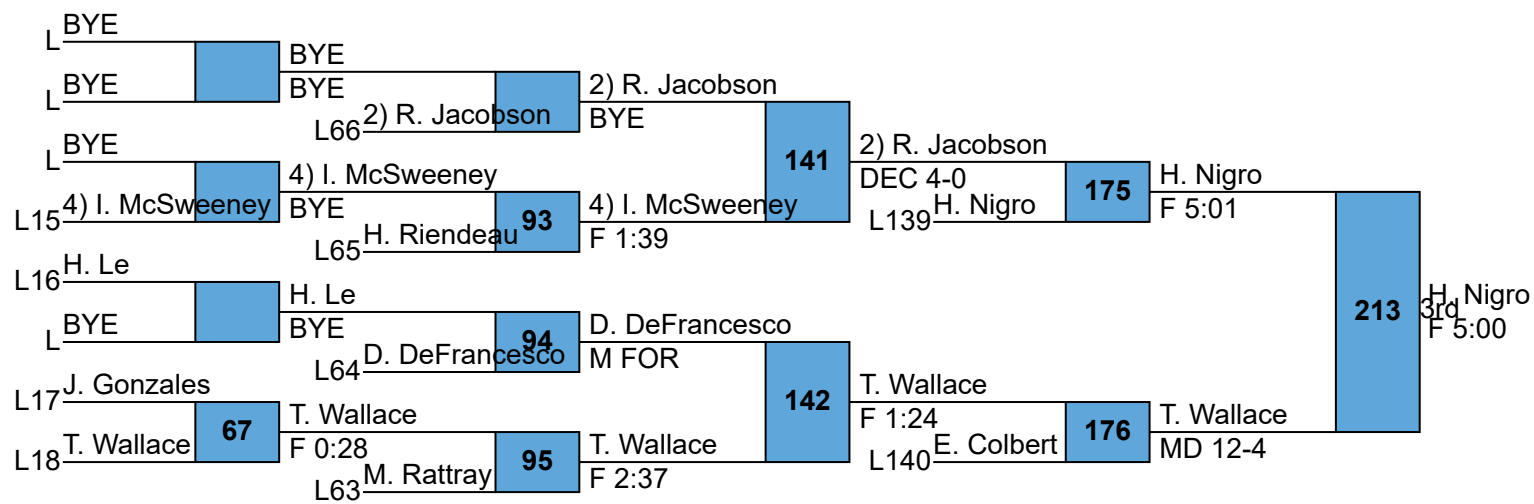 BYE
L
BYE
BYE
L
BYE
2) R. Jacobson
L66
2) R. Jacobson
BYE
BYE
L
4) I. McSweeney
L15
4) I. McSweeney
BYE
H. Riendeau
L65
93
4) I. McSweeney
F 1:39
141
2) R. Jacobson
DEC 4-0
H. Nigro
L139
175
H. Nigro
F 5:01
H. Le
L16
BYE
L
H. Le
BYE
D. DeFrancesco
L64
94
D. DeFrancesco
M FOR
J. Gonzales
L17
T. Wallace
L18
67
T. Wallace
F 0:28
M. Rattray
L63
95
T. Wallace
F 2:37
142
T. Wallace
F 1:24
E. Colbert
L140
176
T. Wallace
MD 12-4
213
H. Nigro
3rd
F 5:00